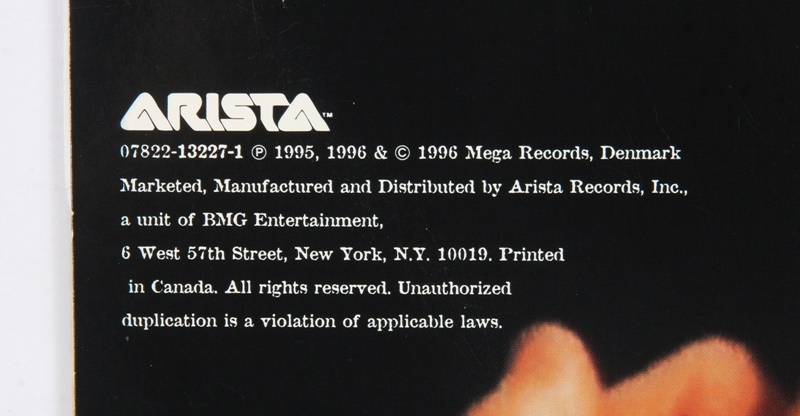 ARISTA™
07822-13227-1 ℗ 1995, 1996 & © 1996 Mega Records, Denmark
Marketed, Manufactured and Distributed by Arista Records, Inc.,
a unit of BMG Entertainment,
6 West 57th Street, New York, N.Y. 10019. Printed
in Canada. All rights reserved. Unauthorized
duplication is a violation of applicable laws.